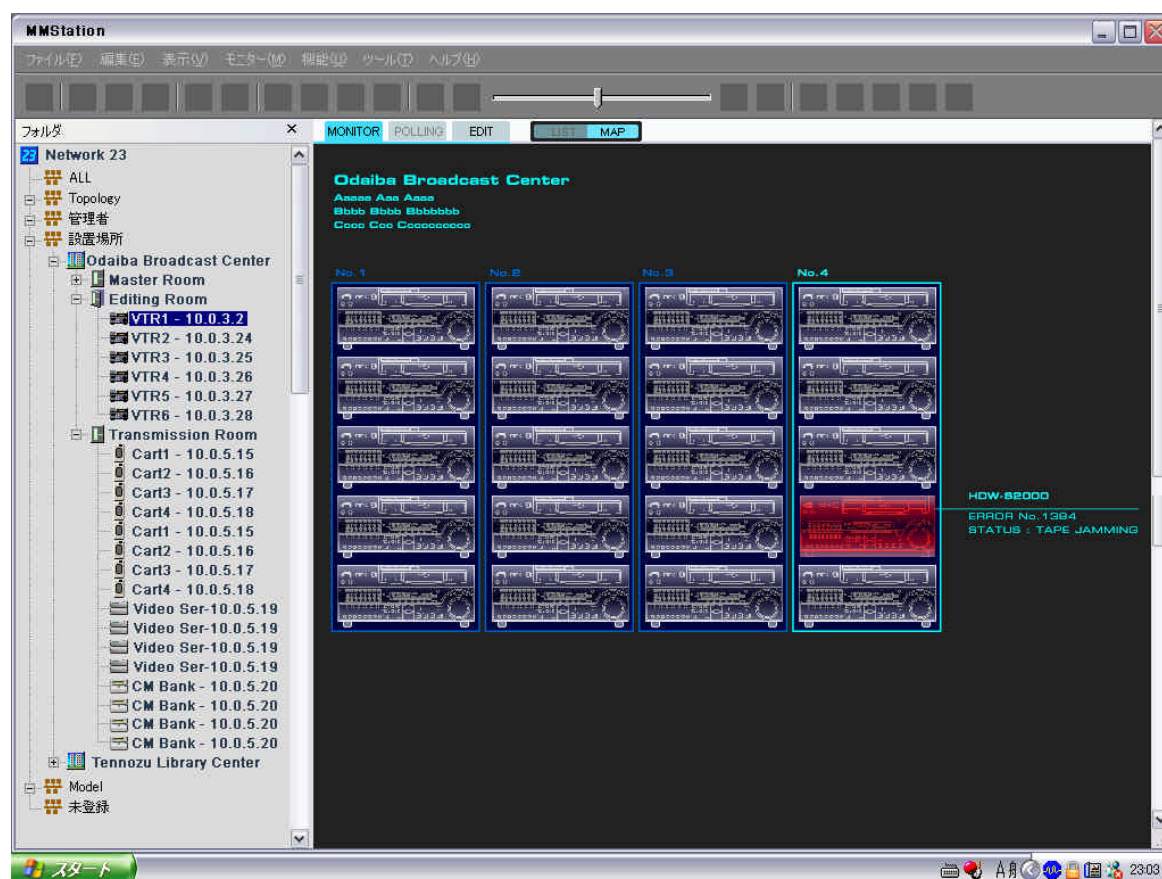 MMStation
ファイル(F) 編集(E) 表示(V) モニター(M) 機能(U) ツール(T) ヘルプ(H)
フォルダ
MONITOR POLLING EDIT LIST MAP
23 Network 23
ALL
Topology
管理者
設置場所
Odaiba Broadcast Center
Master Room
Editing Room
VTR1 - 10.0.3.2
VTR2 - 10.0.3.24
VTR3 - 10.0.3.25
VTR4 - 10.0.3.26
VTR5 - 10.0.3.27
VTR6 - 10.0.3.28
Transmission Room
Cart1 - 10.0.5.15
Cart2 - 10.0.5.16
Cart3 - 10.0.5.17
Cart4 - 10.0.5.18
Cart1 - 10.0.5.15
Cart2 - 10.0.5.16
Cart3 - 10.0.5.17
Cart4 - 10.0.5.18
Video Ser-10.0.5.19
Video Ser-10.0.5.19
Video Ser-10.0.5.19
Video Ser-10.0.5.19
CM Bank - 10.0.5.20
CM Bank - 10.0.5.20
CM Bank - 10.0.5.20
CM Bank - 10.0.5.20
Tennozu Library Center
Model
未登録
Odaiba Broadcast Center
Aaaaa Aaa Aaaa
Bbbb Bbbb Bbbbbbb
Cccc Ccc Cccccccccc
No.1 No.2 No.3 No.4
HDW-S2000
ERROR No.1384
STATUS : TAPE JAMMING
スタート
A 23:03